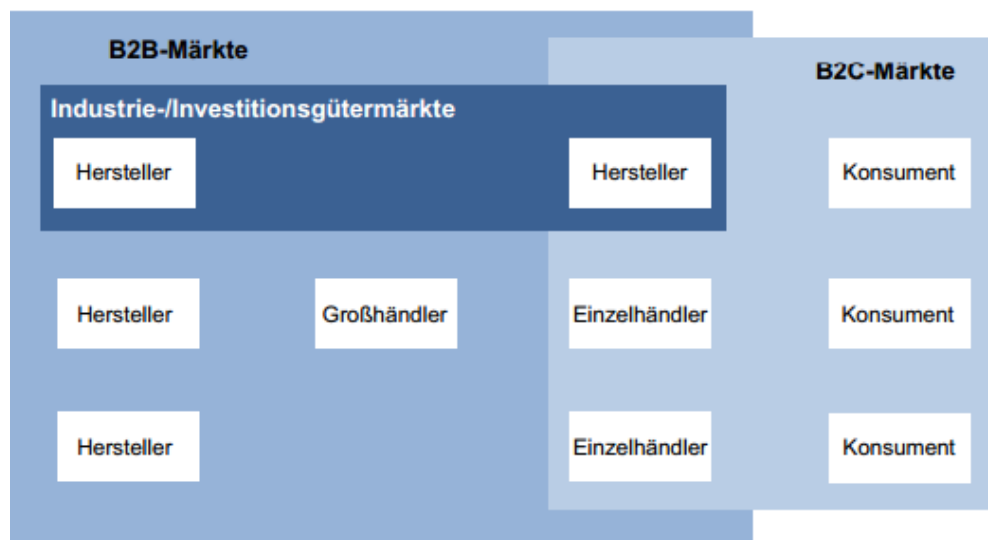 B2B-Märkte
B2C-Märkte
Industrie-/Investitionsgütermärkte
Hersteller
Hersteller
Konsument
Hersteller
Großhändler
Einzelhändler
Konsument
Hersteller
Einzelhändler
Konsument